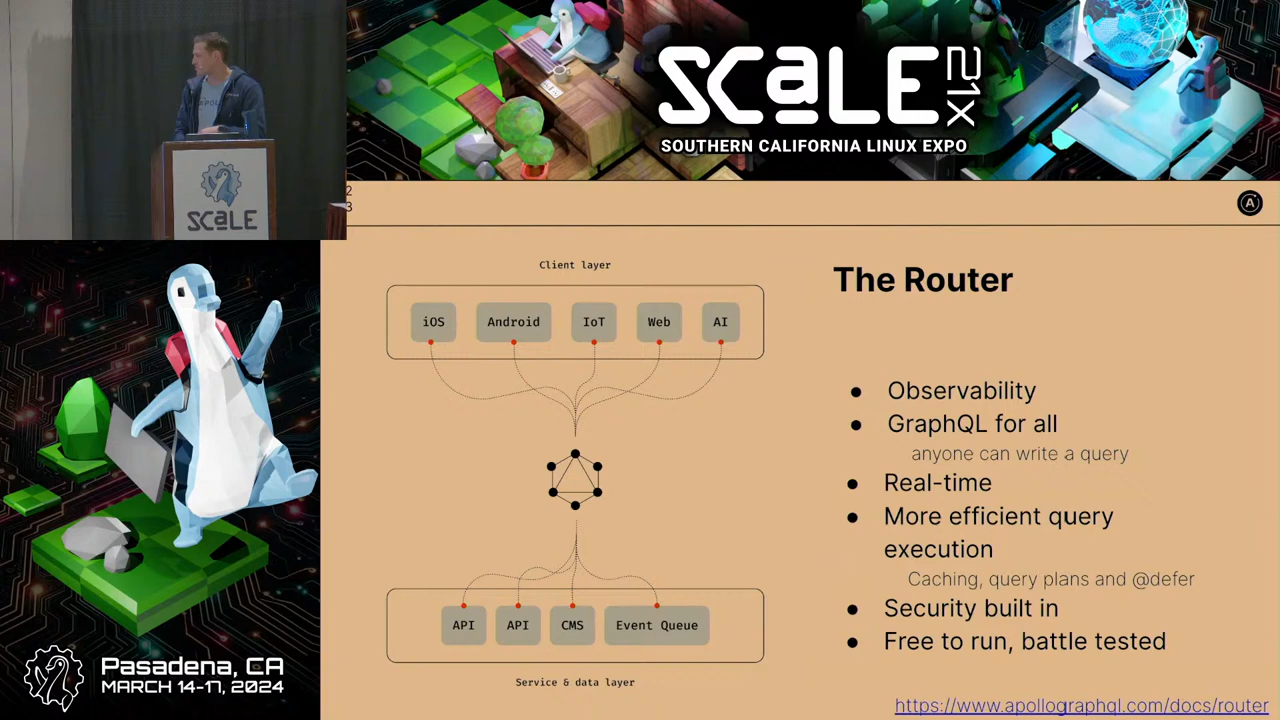 SCALE 21X
SOUTHERN CALIFORNIA LINUX EXPO
SCALE
2
3
A
Client layer
iOS
Android
IoT
Web
AI
API
API
CMS
Event Queue
Service & data layer
The Router
● Observability
● GraphQL for all
anyone can write a query
● Real-time
● More efficient query
execution
Caching, query plans and @defer
● Security built in
● Free to run, battle tested
https://www.apollographql.com/docs/router
Pasadena, CA
MARCH 14-17, 2024